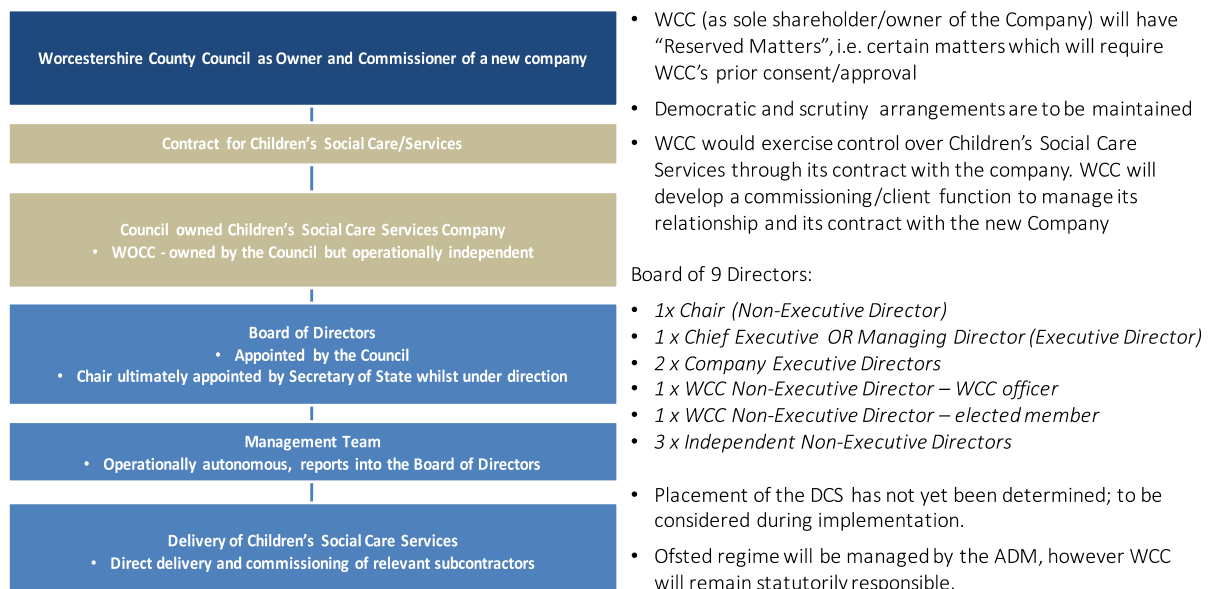 Worcestershire County Council as Owner and Commissioner of a new company
Contract for Children's Social Care/Services
Council owned Children's Social Care Services Company
• WOCC - owned by the Council but operationally independent
Board of Directors
• Appointed by the Council
• Chair ultimately appointed by Secretary of State whilst under direction
Management Team
• Operationally autonomous, reports into the Board of Directors
Delivery of Children's Social Care Services
• Direct delivery and commissioning of relevant subcontractors
• WCC (as sole shareholder/owner of the Company) will have
“Reserved Matters”, i.e. certain matters which will require
WCC's prior consent/approval
• Democratic and scrutiny arrangements are to be maintained
• WCC would exercise control over Children's Social Care
Services through its contract with the company. WCC will
develop a commissioning/client function to manage its
relationship and its contract with the new Company
Board of 9 Directors:
• 1x Chair (Non-Executive Director)
• 1 x Chief Executive OR Managing Director (Executive Director)
• 2 x Company Executive Directors
• 1 x WCC Non-Executive Director – WCC officer
• 1 x WCC Non-Executive Director – elected member
• 3 x Independent Non-Executive Directors
• Placement of the DCS has not yet been determined; to be
considered during implementation.
• Ofsted regime will be managed by the ADM, however WCC
will remain statutorily responsible.